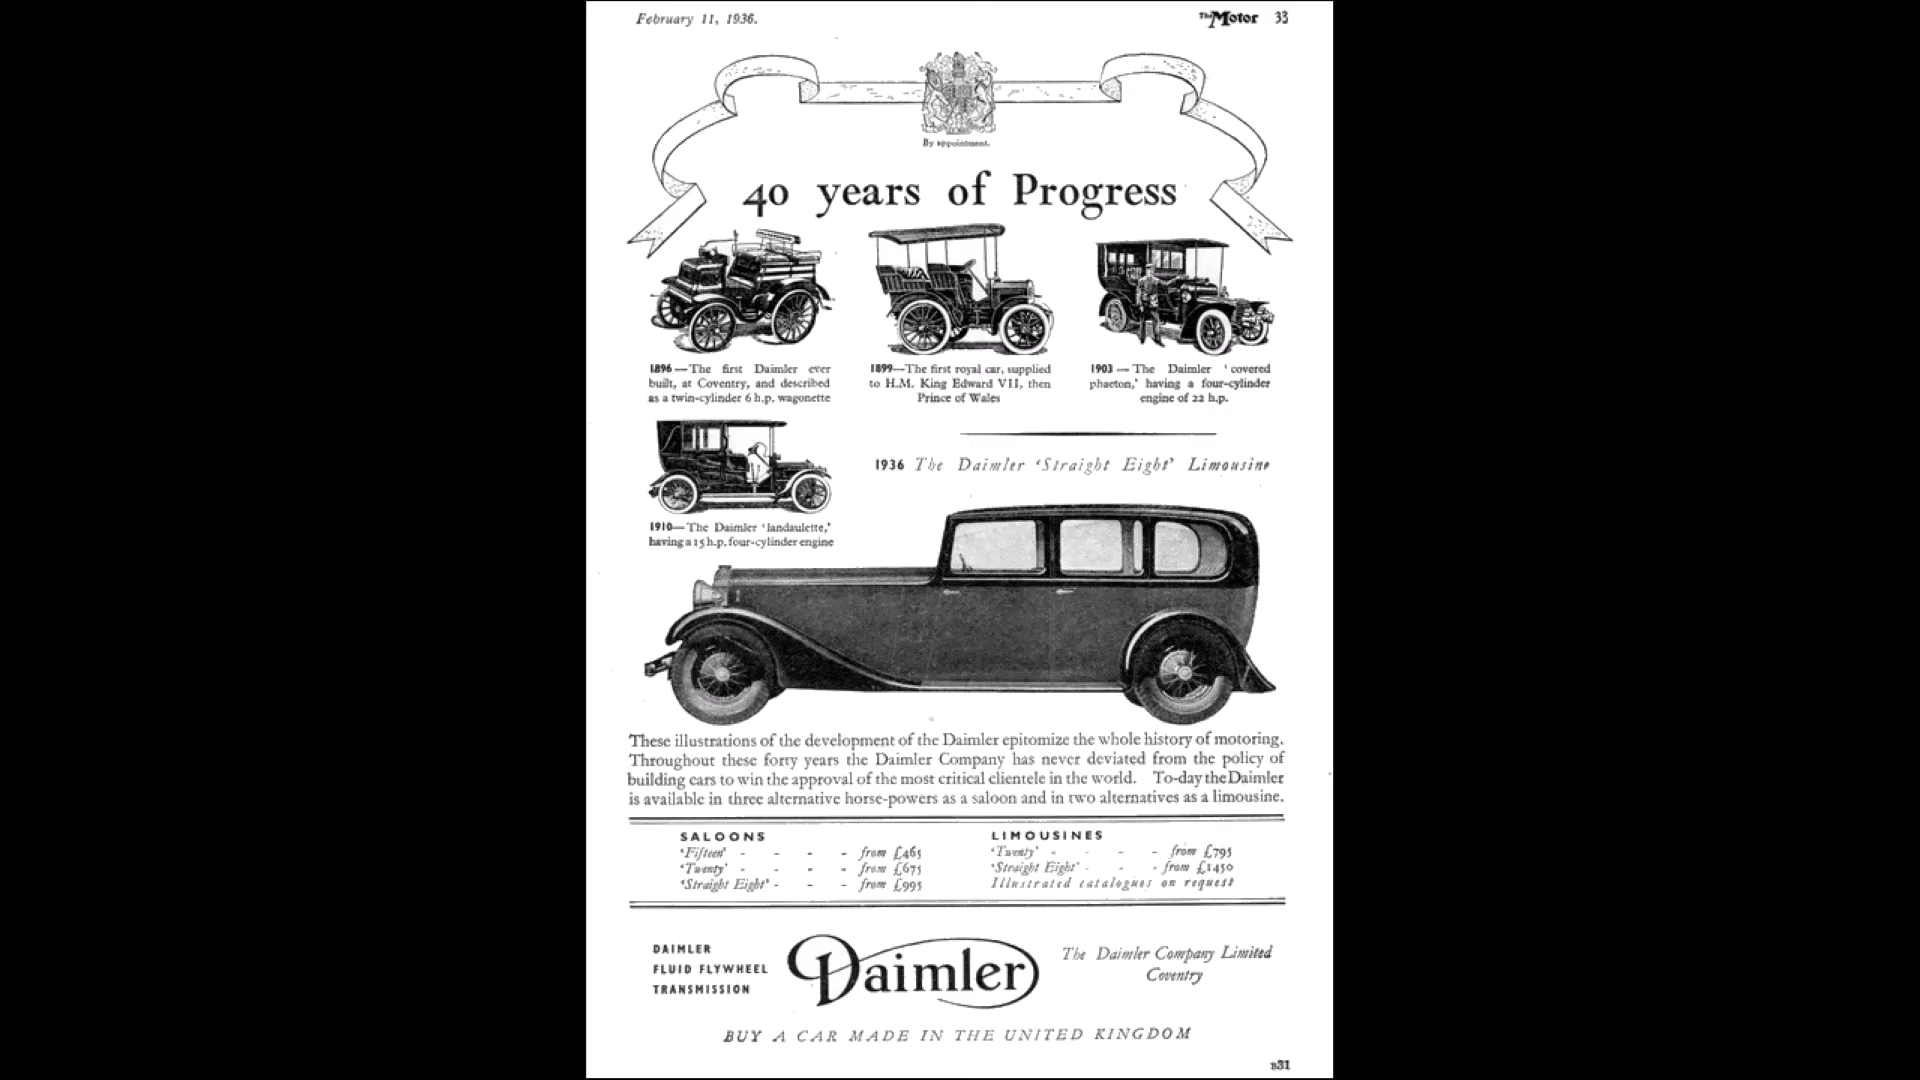 February 11, 1936.
The Motor 33
By appointment.
40 years of Progress
1896—The first Daimler ever
built, at Coventry, and described
as a twin-cylinder 6 h.p. wagonette
1899—The first royal car, supplied
to H.M. King Edward VII, then
Prince of Wales
1903 — The Daimler ‘covered
phaeton,’ having a four-cylinder
engine of 22 h.p.
1910—The Daimler ‘landaulette,’
having a 15 h.p. four-cylinder engine
1936 The Daimler ‘Straight Eight’ Limousine
These illustrations of the development of the Daimler epitomize the whole history of motoring.
Throughout these forty years the Daimler Company has never deviated from the policy of
building cars to win the approval of the most critical clientele in the world. To-day the Daimler
is available in three alternative horse-powers as a saloon and in two alternatives as a limousine.
SALOONS
‘Fifteen’ - - - - from £465
‘Twenty’ - - - - from £675
‘Straight Eight’ - - - from £995
LIMOUSINES
‘Twenty’ - - - - from £795
‘Straight Eight’ - - - from £1450
Illustrated catalogues on request
DAIMLER
FLUID FLYWHEEL
TRANSMISSION
Daimler
The Daimler Company Limited
Coventry
BUY A CAR MADE IN THE UNITED KINGDOM
B31